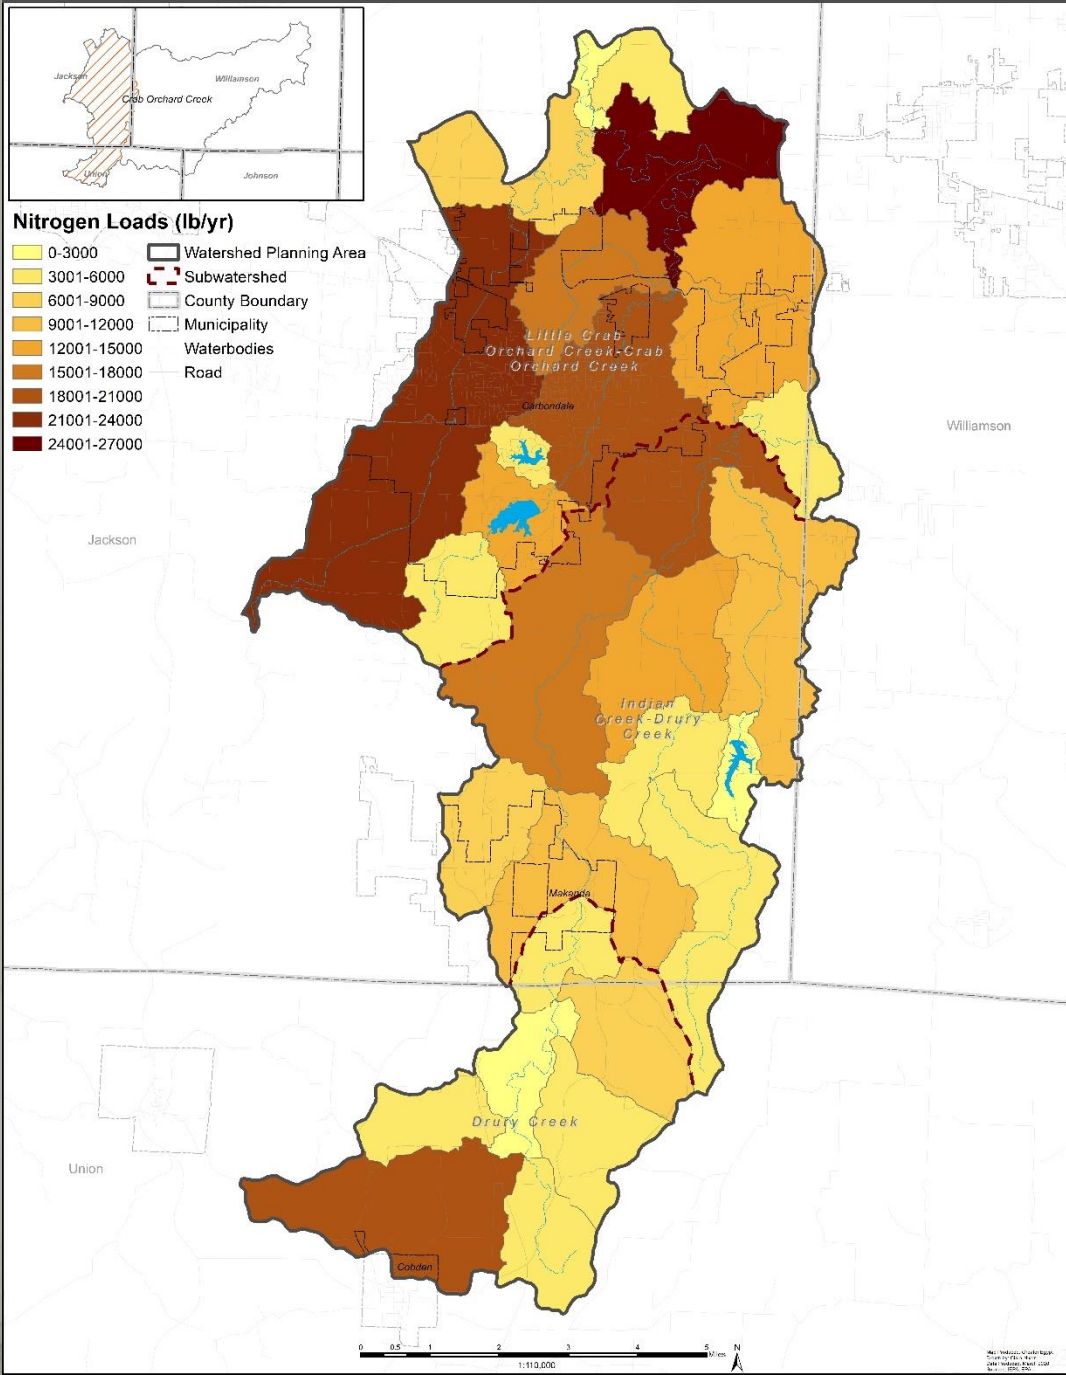 Jackson
Williamson
Crab Orchard Creek
Union
Johnson
Nitrogen Loads (lb/yr)
0-3000
3001-6000
6001-9000
9001-12000
12001-15000
15001-18000
18001-21000
21001-24000
24001-27000
Watershed Planning Area
Subwatershed
County Boundary
Municipality
Waterbodies
Road
Little Crab
Orchard Creek-Crab
Orchard Creek
Carbondale
Williamson
Jackson
Indian
Creek-Drury
Creek
Makanda
Drury Creek
Union
Cobden
0 0.5 1 2 3 4 5
Miles
1:110,000
N